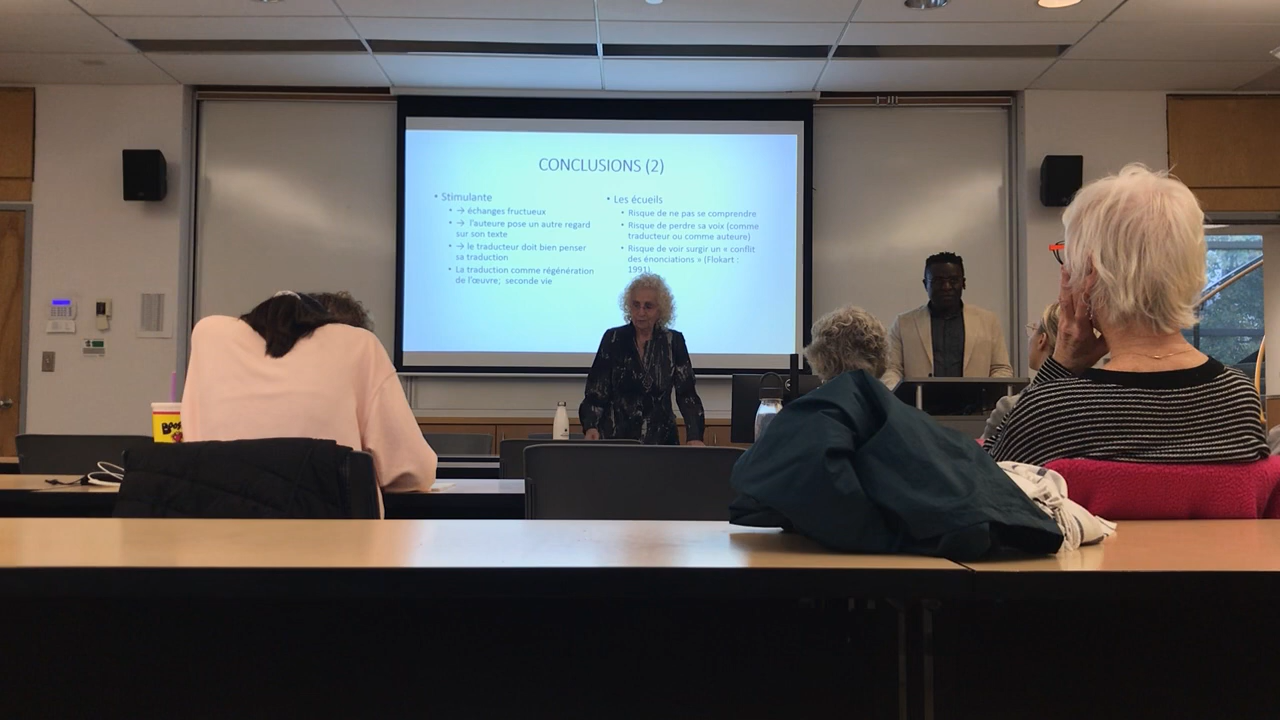 CONCLUSIONS (2)
• Stimulante
• → échanges fructueux
• → l'auteure pose un autre regard
sur son texte
• → le traducteur doit bien penser
sa traduction
• La traduction comme régénération
de l'œuvre; seconde vie
• Les écueils
• Risque de ne pas se comprendre
• Risque de perdre sa voix (comme
traducteur ou comme auteure)
• Risque de voir surgir un « conflit
des énonciations » (Flokart :
1991)